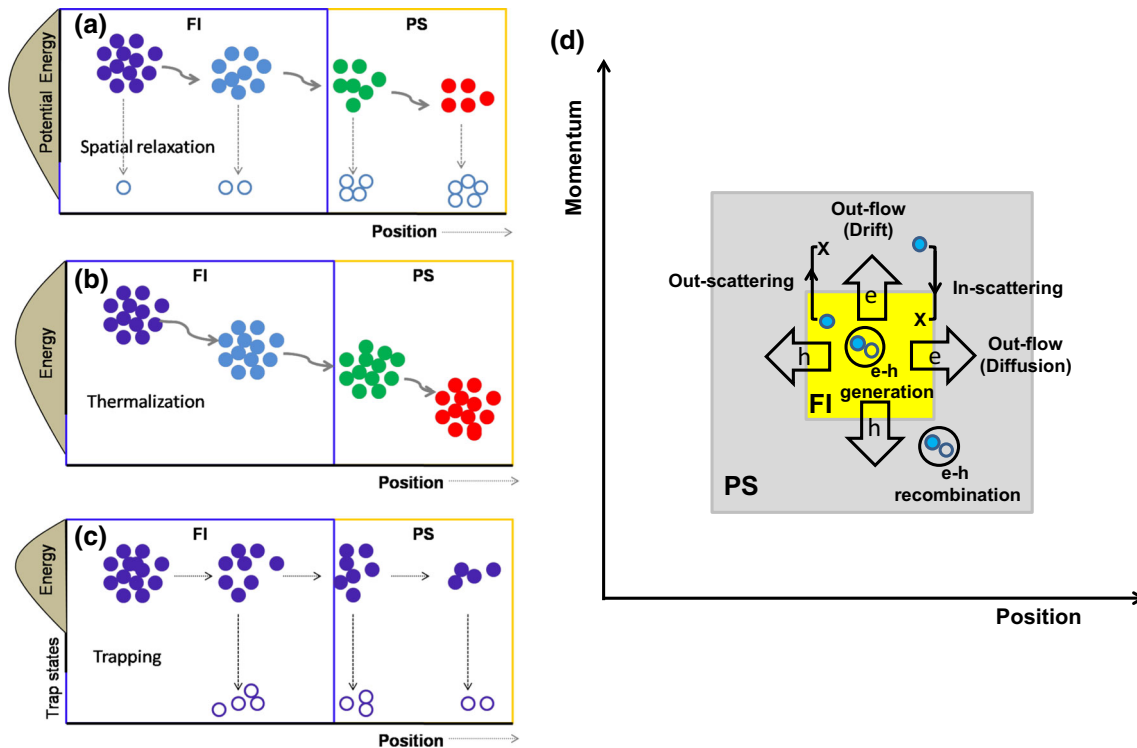 (a)
FI
PS
Potential Energy
Spatial relaxation
Position
(b)
FI
PS
Energy
Thermalization
Position
(c)
FI
PS
Energy
Trap states
Trapping
Position
(d)
Momentum
Out-flow
(Drift)
X
Out-scattering
e
In-scattering
X
h
e
Out-flow
(Diffusion)
e-h
generation
FI
h
PS
e-h
recombination
Position